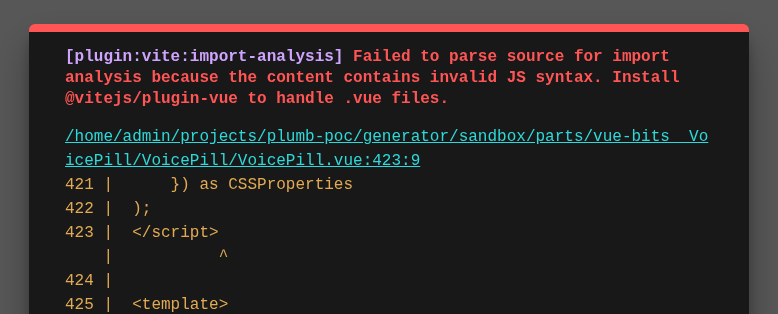 [plugin:vite:import-analysis] Failed to parse source for import
analysis because the content contains invalid JS syntax. Install
@vitejs/plugin-vue to handle .vue files.
/home/admin/projects/plumb-poc/generator/sandbox/parts/vue-bits__Vo
icePill/VoicePill/VoicePill.vue:423:9
421 |      }) as CSSProperties
422 |  );
423 |  </script>
    |           ^
424 |
425 |  <template>